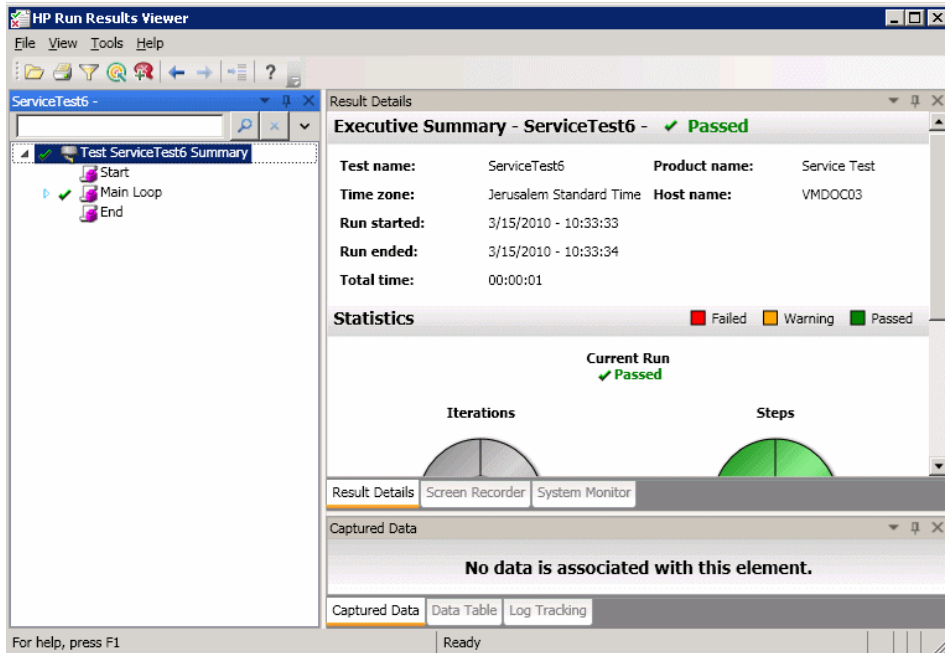 HP Run Results Viewer
File View Tools Help
?
ServiceTest6 -
Test ServiceTest6 Summary
Start
Main Loop
End
Result Details
Executive Summary - ServiceTest6 - Passed
Test name: ServiceTest6 Product name: Service Test
Time zone: Jerusalem Standard Time Host name: VMDOC03
Run started: 3/15/2010 - 10:33:33
Run ended: 3/15/2010 - 10:33:34
Total time: 00:00:01
Statistics Failed Warning Passed
Current Run
Passed
Iterations Steps
Result Details Screen Recorder System Monitor
Captured Data
No data is associated with this element.
Captured Data Data Table Log Tracking
For help, press F1 Ready